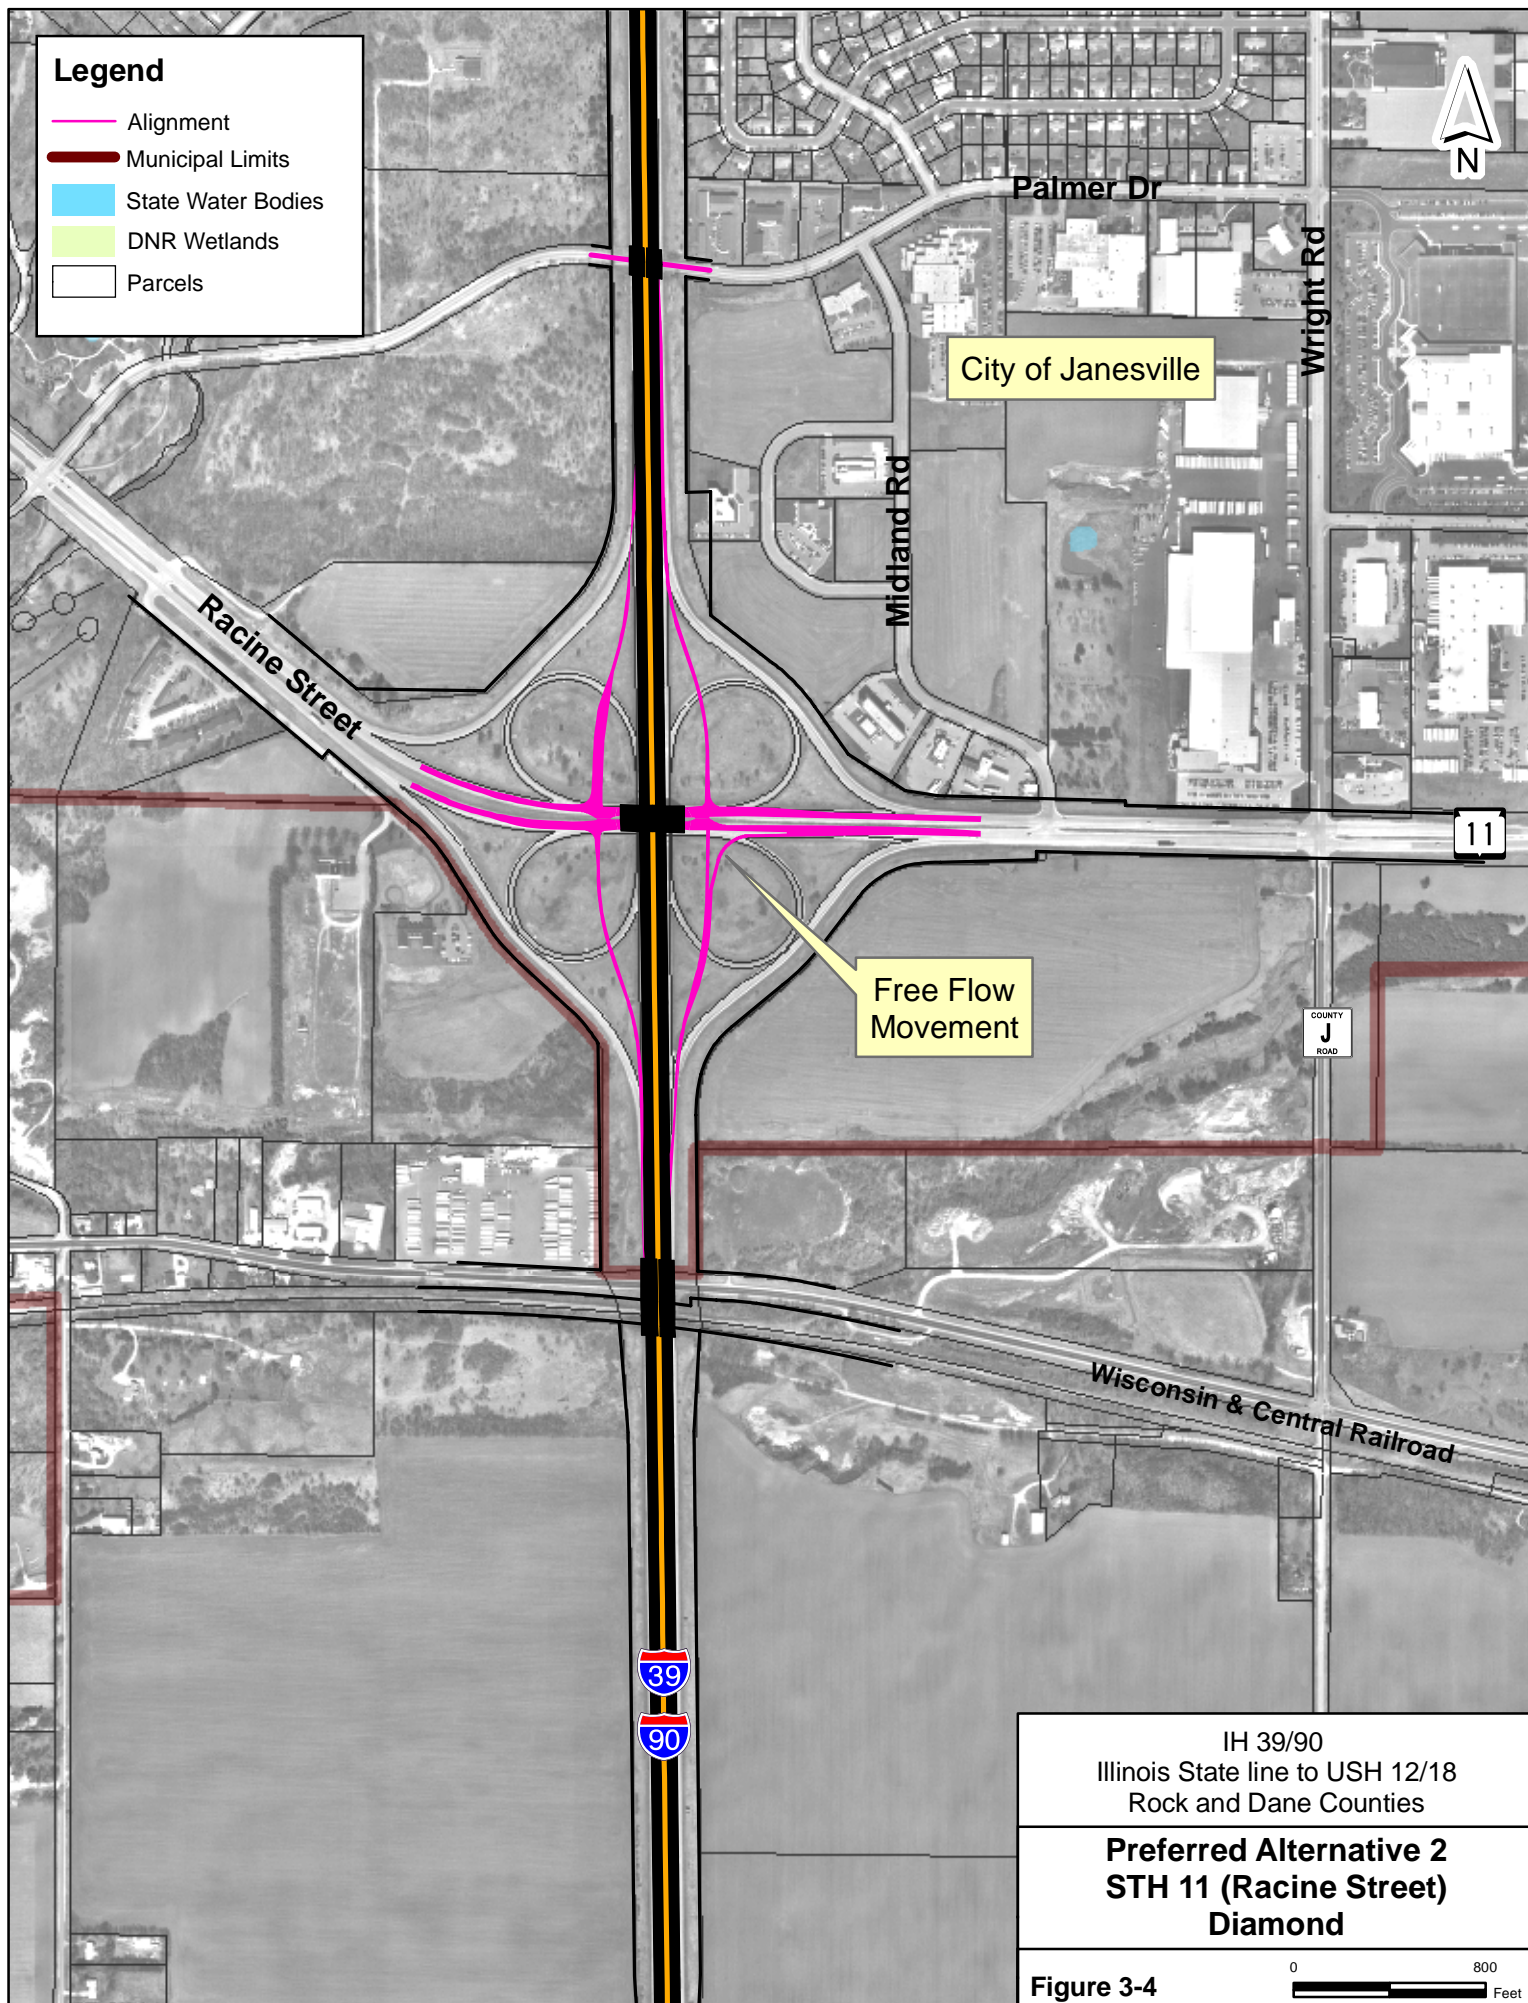 Legend
Alignment
Municipal Limits
State Water Bodies
DNR Wetlands
Parcels
N
Palmer Dr
Wright Rd
City of Janesville
Midland Rd
Racine Street
11
Free Flow
Movement
COUNTY
J
ROAD
Wisconsin & Central Railroad
39
90
IH 39/90
Illinois State line to USH 12/18
Rock and Dane Counties
Preferred Alternative 2
STH 11 (Racine Street)
Diamond
Figure 3-4
0 800
Feet